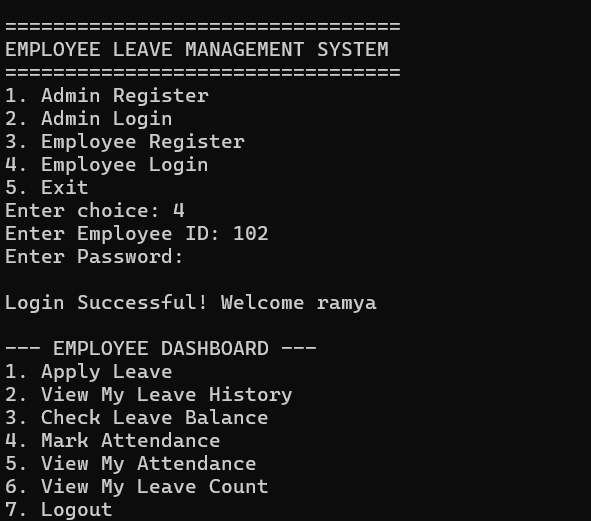 =================================
EMPLOYEE LEAVE MANAGEMENT SYSTEM
=================================
1. Admin Register
2. Admin Login
3. Employee Register
4. Employee Login
5. Exit
Enter choice: 4
Enter Employee ID: 102
Enter Password:
Login Successful! Welcome ramya
--- EMPLOYEE DASHBOARD ---
1. Apply Leave
2. View My Leave History
3. Check Leave Balance
4. Mark Attendance
5. View My Attendance
6. View My Leave Count
7. Logout